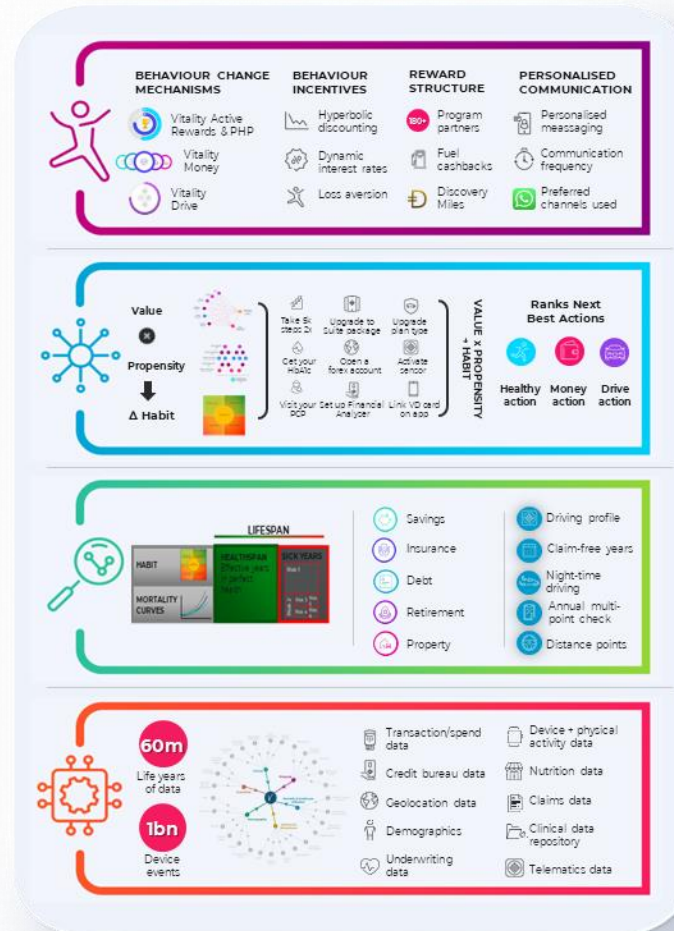 BEHAVIOUR CHANGE
MECHANISMS
Vitality Active
Rewards & PHP
Vitality
Money
Vitality
Drive
BEHAVIOUR
INCENTIVES
Hyperbolic
discounting
Dynamic
interest rates
Loss aversion
REWARD
STRUCTURE
180+
Program
partners
Fuel
cashbacks
Discovery
Miles
PERSONALISED
COMMUNICATION
Personalised
meassaging
Communication
frequency
Preferred
channels used
Value
Propensity
Δ Habit
Take 5k
steps 2x
Upgrade to
Suite package
Upgrade
plan type
Get your
HbA1c
Open a
forex account
Activate
sensor
Visit your
PCP
Set up Financial
Analyser
Link VD card
on app
VALUE x PROPENSITY
+ HABIT
Ranks Next
Best Actions
Healthy
action
Money
action
Drive
action
LIFESPAN
HABIT
MORTALITY
CURVES
HEALTHSPAN
Effective years
in perfect
health
SICK YEARS
Savings
Insurance
Debt
Retirement
Property
Driving profile
Claim-free years
Night-time
driving
Annual multi-
point check
Distance points
60m
Life years
of data
1bn
Device
events
Transaction/spend
data
Credit bureau data
Geolocation data
Demographics
Underwriting
data
Device + physical
activity data
Nutrition data
Claims data
Clinical data
repository
Telematics data